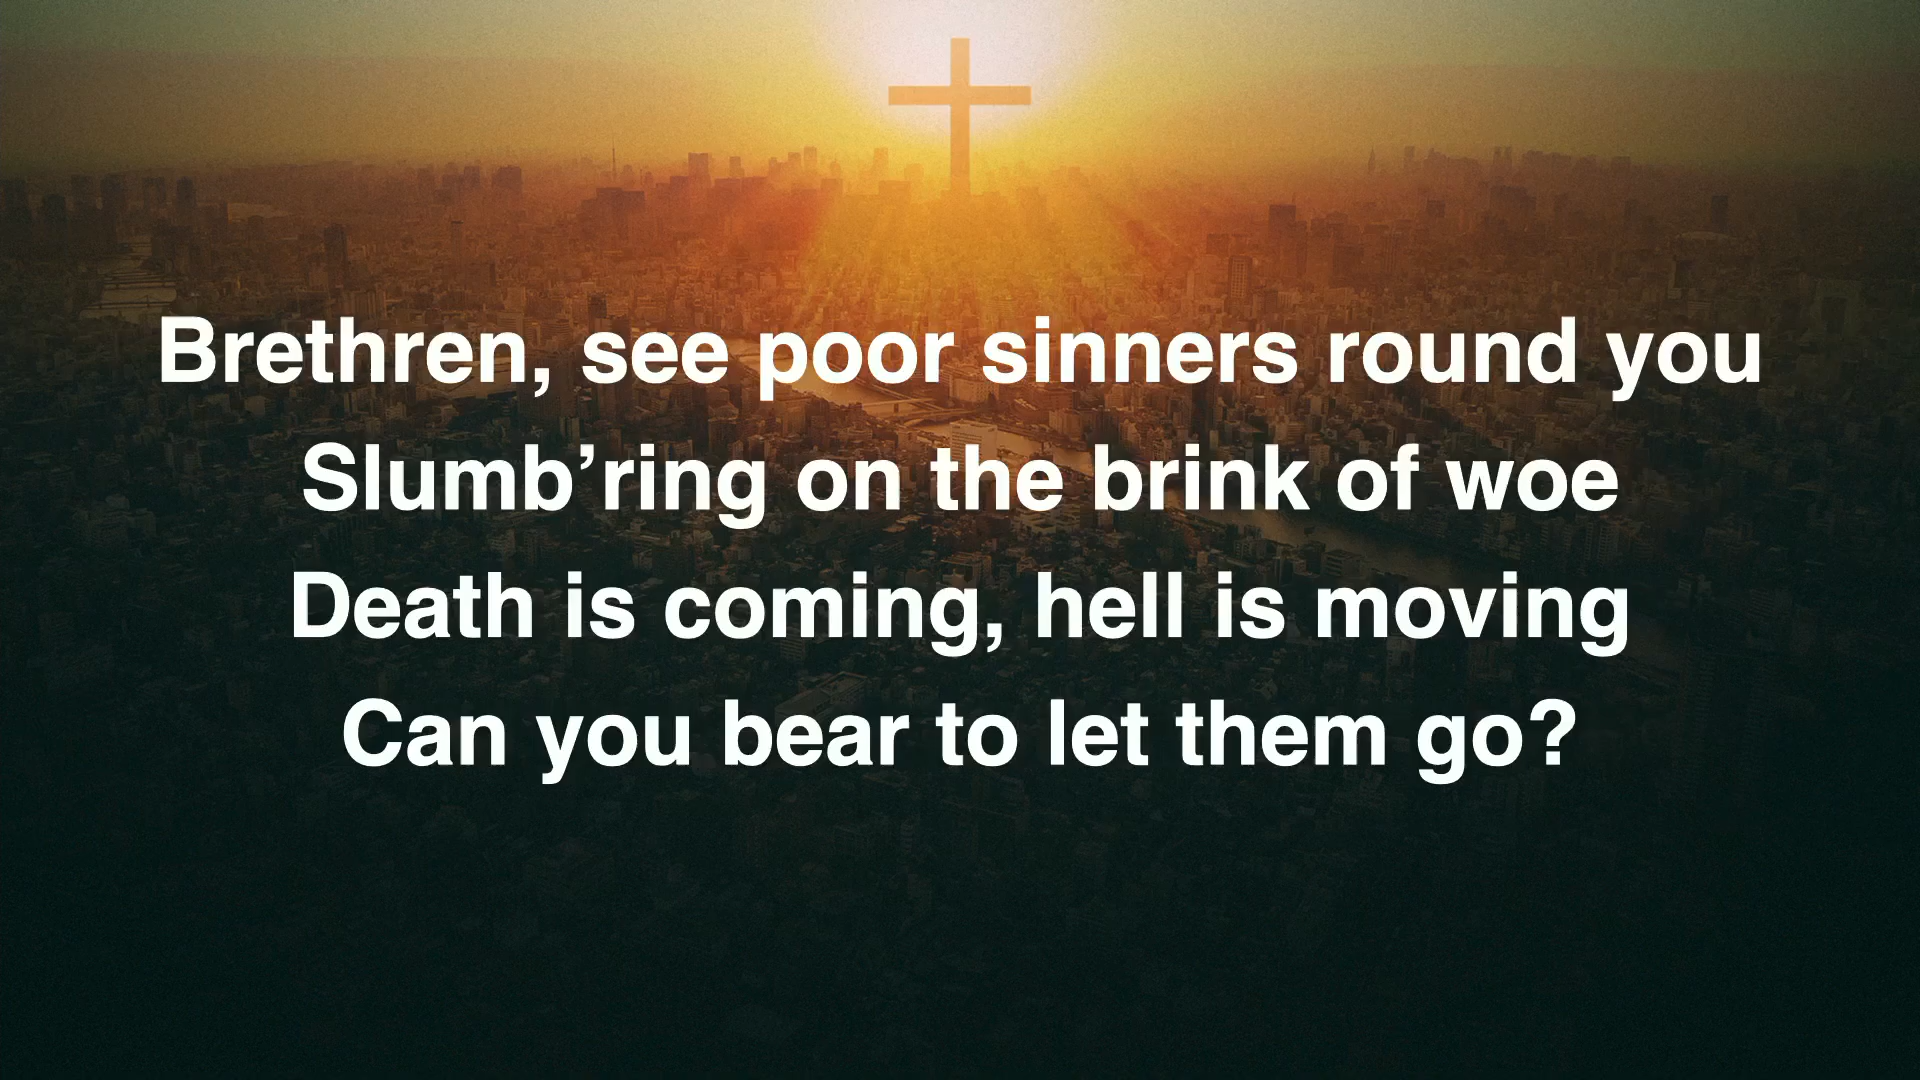 Brethren, see poor sinners round you
Slumb’ring on the brink of woe
Death is coming, hell is moving
Can you bear to let them go?